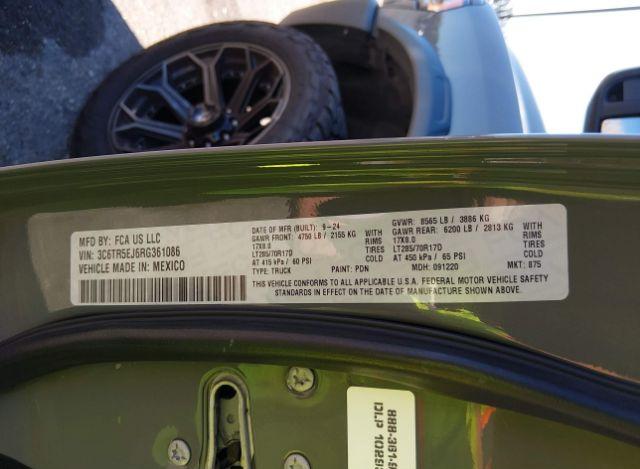 MFD BY: FCA US LLC
VIN: 3C6TR5EJ6RG361086
VEHICLE MADE IN: MEXICO
DATE OF MFR (BUILT): 9-24
GAWR FRONT: 4750 LB / 2155 KG
17X8.0 RIMS
LT285/70R17D TIRES
AT 415 kPa / 60 PSI
TYPE: TRUCK PAINT: PDN
GVWR: 8565 LB / 3886 KG
GAWR REAR: 6200 LB / 2813 KG
17X8.0 RIMS
LT285/70R17D TIRES
AT 450 kPa / 65 PSI
MDH: 091220 MKT: 875
THIS VEHICLE CONFORMS TO ALL APPLICABLE U.S.A. FEDERAL MOTOR VEHICLE SAFETY
STANDARDS IN EFFECT ON THE DATE OF MANUFACTURE SHOWN ABOVE.